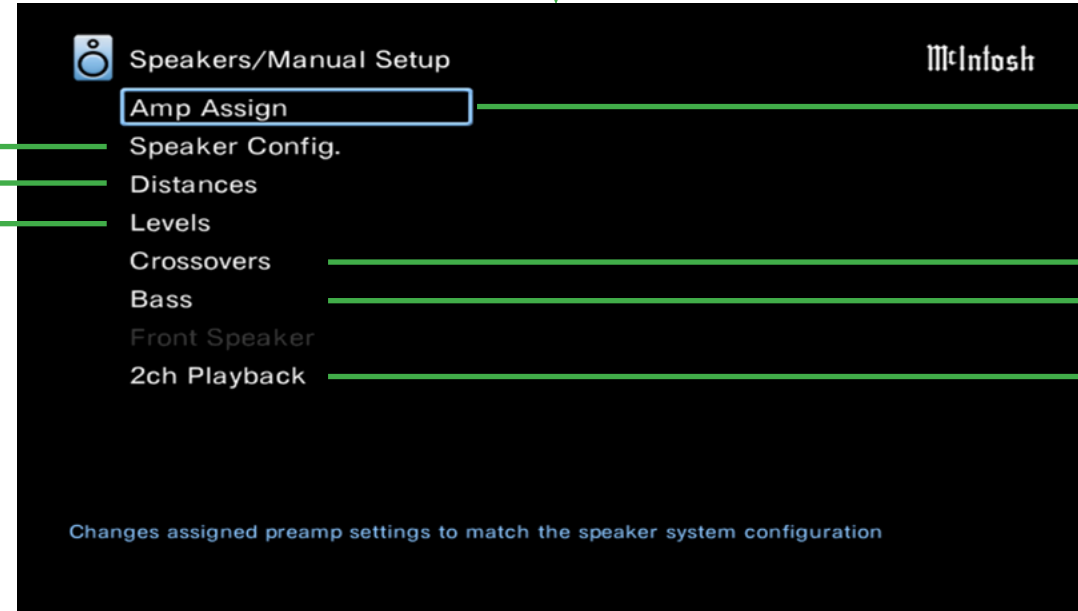 Speakers/Manual Setup
McIntosh
Amp Assign
Speaker Config.
Distances
Levels
Crossovers
Bass
Front Speaker
2ch Playback
Changes assigned preamp settings to match the speaker system configuration